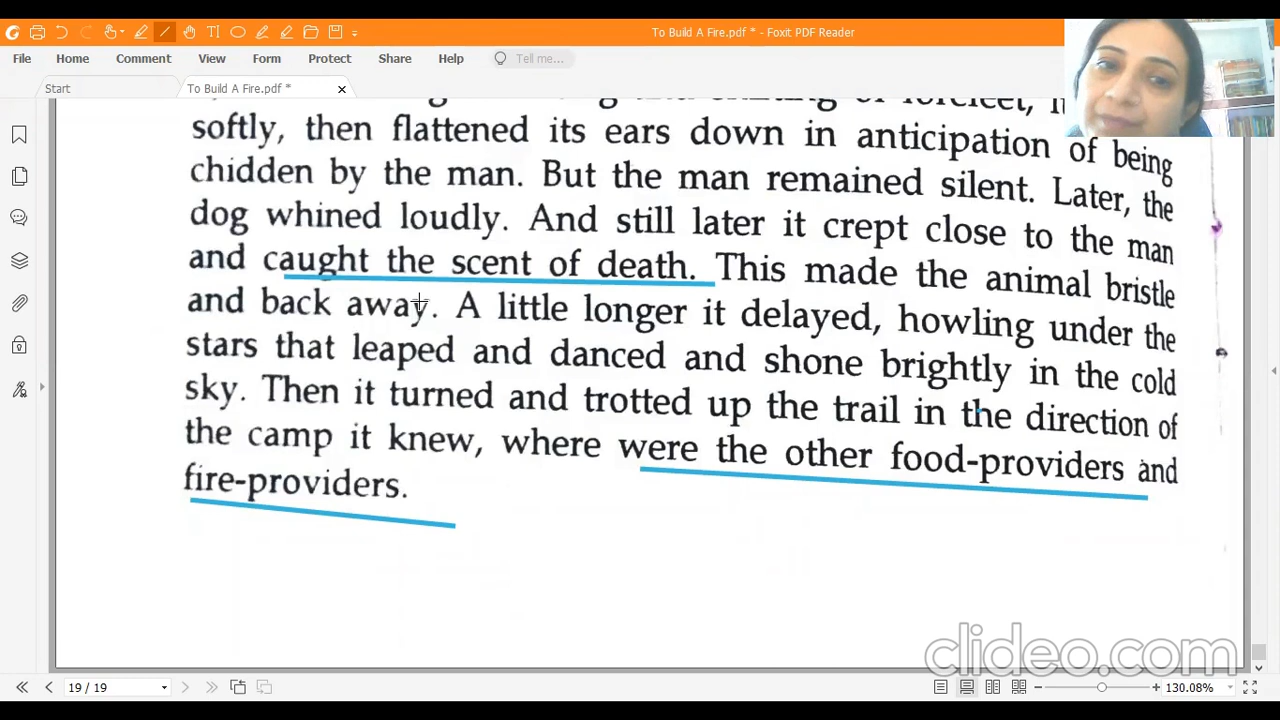 To Build A Fire.pdf * - Foxit PDF Reader
File Home Comment View Form Protect Share Help Tell me...
Start To Build A Fire.pdf *
softly, then flattened its ears down in anticipation of being
chidden by the man. But the man remained silent. Later, the
dog whined loudly. And still later it crept close to the man
and caught the scent of death. This made the animal bristle
and back away. A little longer it delayed, howling under the
stars that leaped and danced and shone brightly in the cold
sky. Then it turned and trotted up the trail in the direction of
the camp it knew, where were the other food-providers and
fire-providers.
clideo.com
19 / 19 130.08%